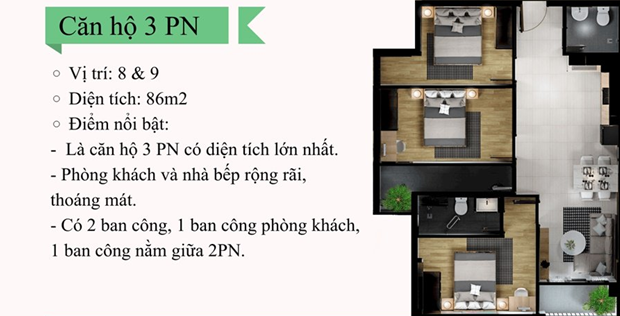 Căn hộ 3 PN
○ Vị trí: 8 & 9
○ Diện tích: 86m2
○ Điểm nổi bật:
- Là căn hộ 3 PN có diện tích lớn nhất.
- Phòng khách và nhà bếp rộng rãi,
thoáng mát.
- Có 2 ban công, 1 ban công phòng khách,
1 ban công nằm giữa 2PN.